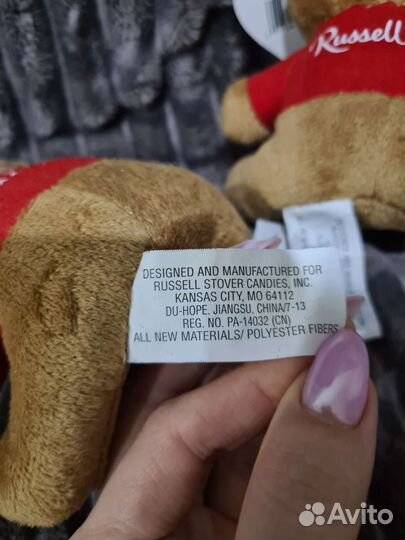 Russell
DESIGNED AND MANUFACTURED FOR
RUSSELL STOVER CANDIES, INC.
KANSAS CITY, MO 64112
DU-HOPE, JIANGSU, CHINA/7-13
REG. NO. PA-14032 (CN)
ALL NEW MATERIALS/ POLYESTER FIBERS
Avito